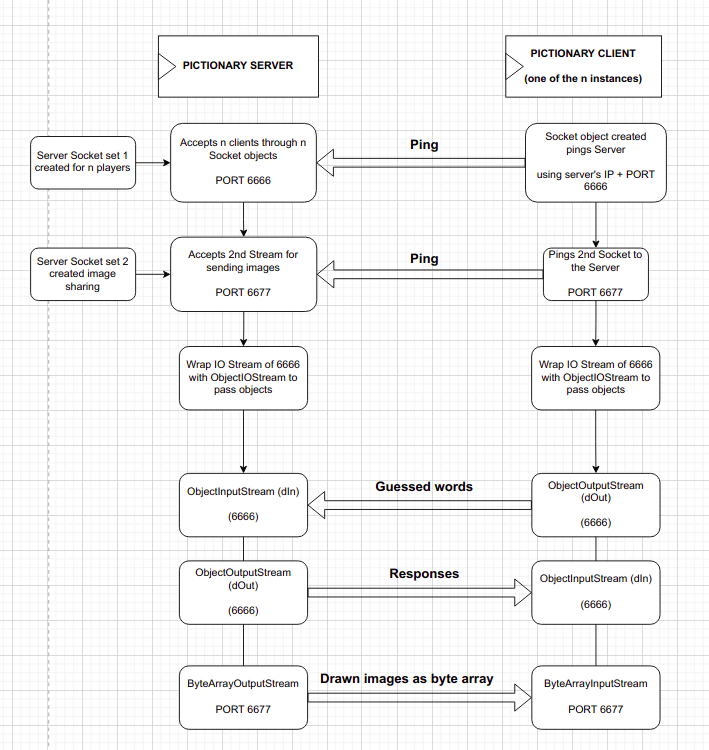 PICTIONARY SERVER
PICTIONARY CLIENT
(one of the n instances)
Server Socket set 1
created for n players
Accepts n clients through n
Socket objects
PORT 6666
Ping
Socket object created
pings Server
using server's IP + PORT
6666
Server Socket set 2
created image
sharing
Accepts 2nd Stream for
sending images
PORT 6677
Ping
Pings 2nd Socket to
the Server
PORT 6677
Wrap IO Stream of 6666
with ObjectIOStream to
pass objects
Wrap IO Stream of 6666
with ObjectIOStream to
pass objects
ObjectInputStream (dIn)
(6666)
Guessed words
ObjectOutputStream
(dOut)
(6666)
ObjectOutputStream
(dOut)
(6666)
Responses
ObjectInputStream (dIn)
(6666)
ByteArrayOutputStream
PORT 6677
Drawn images as byte array
ByteArrayInputStream
PORT 6677